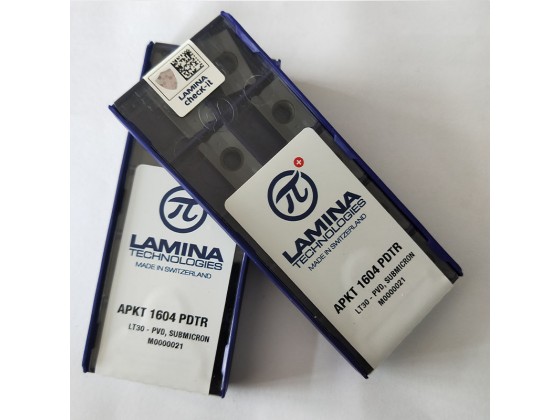 LAMINA
check-it
π
LAMINA
TECHNOLOGIES
MADE IN SWITZERLAND
APKT 1604 PDTR
LT30 - PVD, SUBMICRON
M0000021
π
LAMINA
TECHNOLOGIES
MADE IN SWITZERLAND
APKT 1604 PDTR
LT30 - PVD, SUBMICRON
M0000021